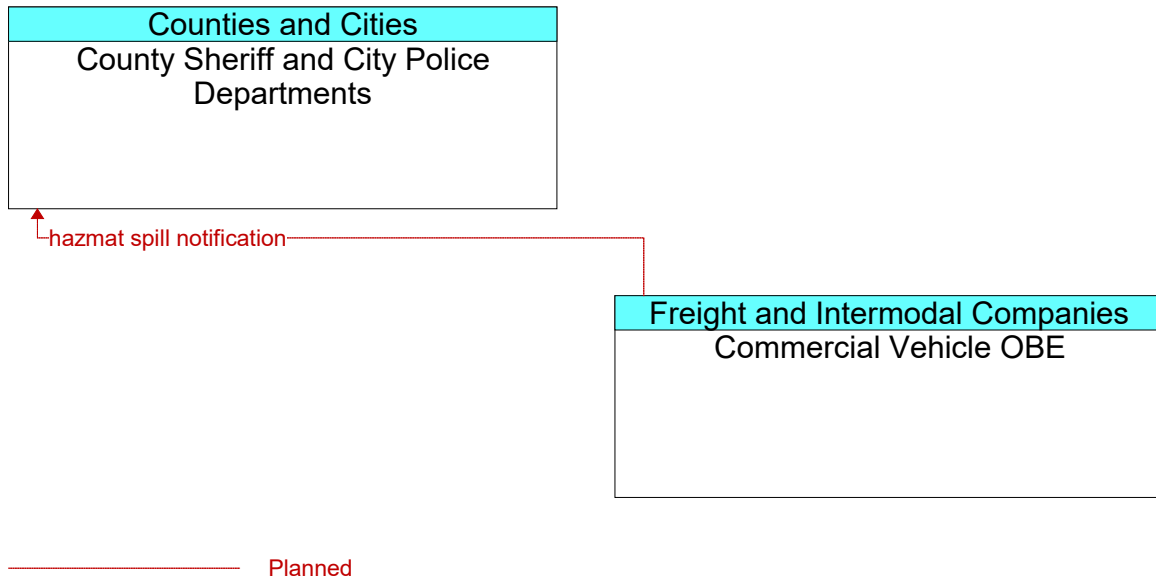 Counties and Cities
County Sheriff and City Police
Departments
hazmat spill notification
Freight and Intermodal Companies
Commercial Vehicle OBE
Planned